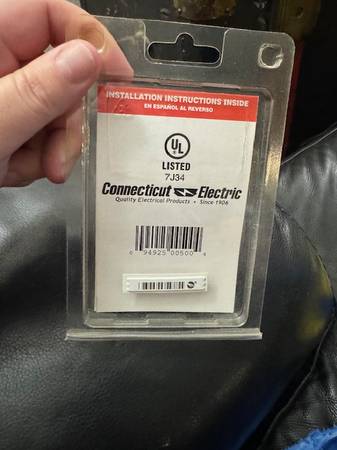 INSTALLATION INSTRUCTIONS INSIDE
EN ESPAÑOL AL REVERSO
UL
LISTED
7J34
Connecticut Electric
Quality Electrical Products • Since 1906
6 94925 00500 4